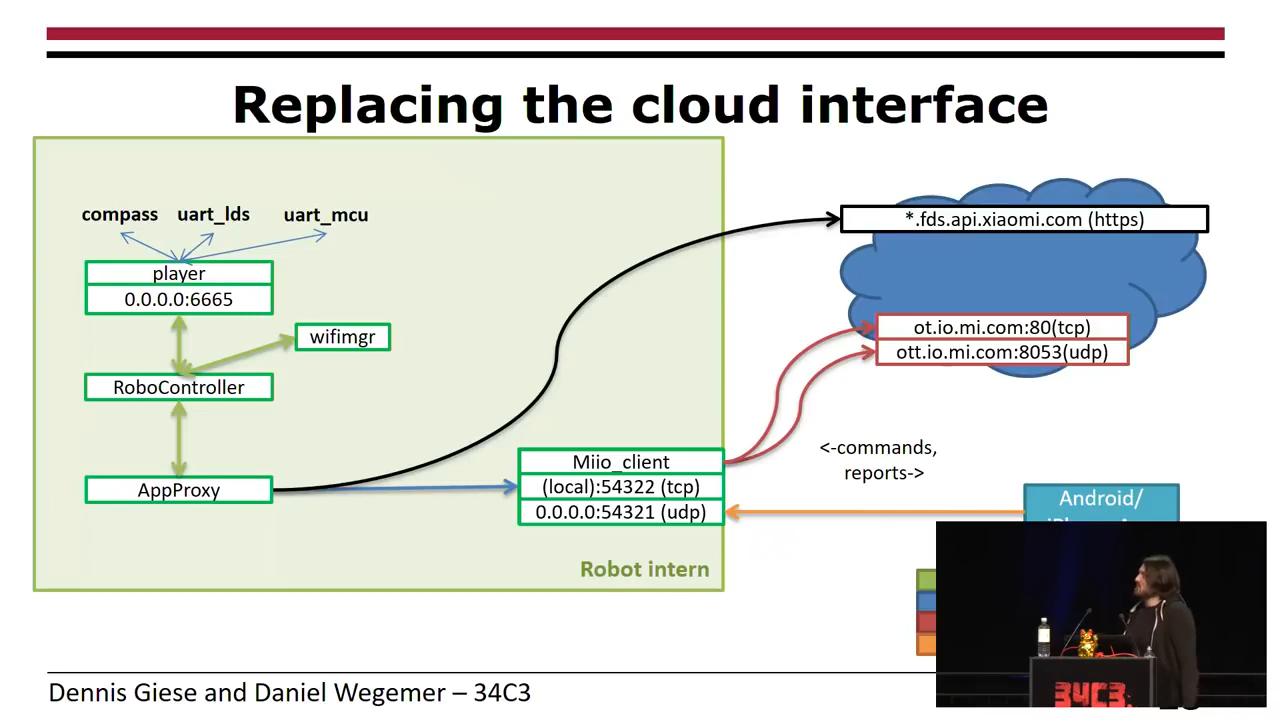 Replacing the cloud interface
compass uart_lds uart_mcu
*.fds.api.xiaomi.com (https)
player
0.0.0.0:6665
ot.io.mi.com:80(tcp)
wifimgr
ott.io.mi.com:8053(udp)
RoboController
<-commands,
reports->
Miio_client
AppProxy
(local):54322 (tcp)
0.0.0.0:54321 (udp)
Android/
Robot intern
34C3
Dennis Giese and Daniel Wegemer – 34C3